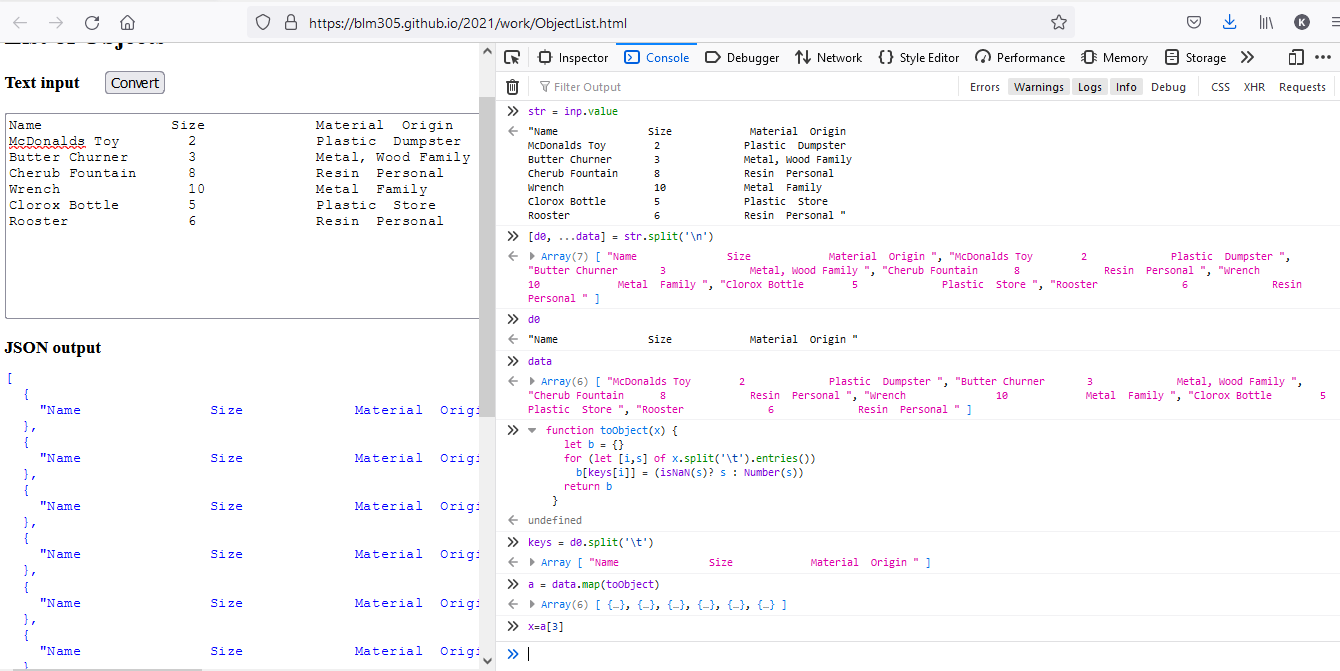 https://blm305.github.io/2021/work/ObjectList.html
K
List of Objects
Text input Convert
Name Size Material Origin
McDonalds Toy 2 Plastic Dumpster
Butter Churner 3 Metal, Wood Family
Cherub Fountain 8 Resin Personal
Wrench 10 Metal Family
Clorox Bottle 5 Plastic Store
Rooster 6 Resin Personal
JSON output
[
{
"Name Size Material Origi
},
{
"Name Size Material Origi
},
{
"Name Size Material Origi
},
{
"Name Size Material Origi
},
{
"Name Size Material Origi
},
{
"Name Size Material Origi
}
Inspector Console Debugger Network Style Editor Performance Memory Storage
Filter Output Errors Warnings Logs Info Debug CSS XHR Requests
str = inp.value
"Name Size Material Origin
McDonalds Toy 2 Plastic Dumpster
Butter Churner 3 Metal, Wood Family
Cherub Fountain 8 Resin Personal
Wrench 10 Metal Family
Clorox Bottle 5 Plastic Store
Rooster 6 Resin Personal "
[d0, ...data] = str.split('\n')
Array(7) [ "Name Size Material Origin ", "McDonalds Toy 2 Plastic Dumpster ",
"Butter Churner 3 Metal, Wood Family ", "Cherub Fountain 8 Resin Personal ", "Wrench
10 Metal Family ", "Clorox Bottle 5 Plastic Store ", "Rooster 6 Resin
Personal " ]
d0
"Name Size Material Origin "
data
Array(6) [ "McDonalds Toy 2 Plastic Dumpster ", "Butter Churner 3 Metal, Wood Family ",
"Cherub Fountain 8 Resin Personal ", "Wrench 10 Metal Family ", "Clorox Bottle 5
Plastic Store ", "Rooster 6 Resin Personal " ]
function toObject(x) {
let b = {}
for (let [i,s] of x.split('\t').entries())
b[keys[i]] = (isNaN(s)? s : Number(s))
return b
}
undefined
keys = d0.split('\t')
Array [ "Name Size Material Origin " ]
a = data.map(toObject)
Array(6) [ {…}, {…}, {…}, {…}, {…}, {…} ]
x=a[3]